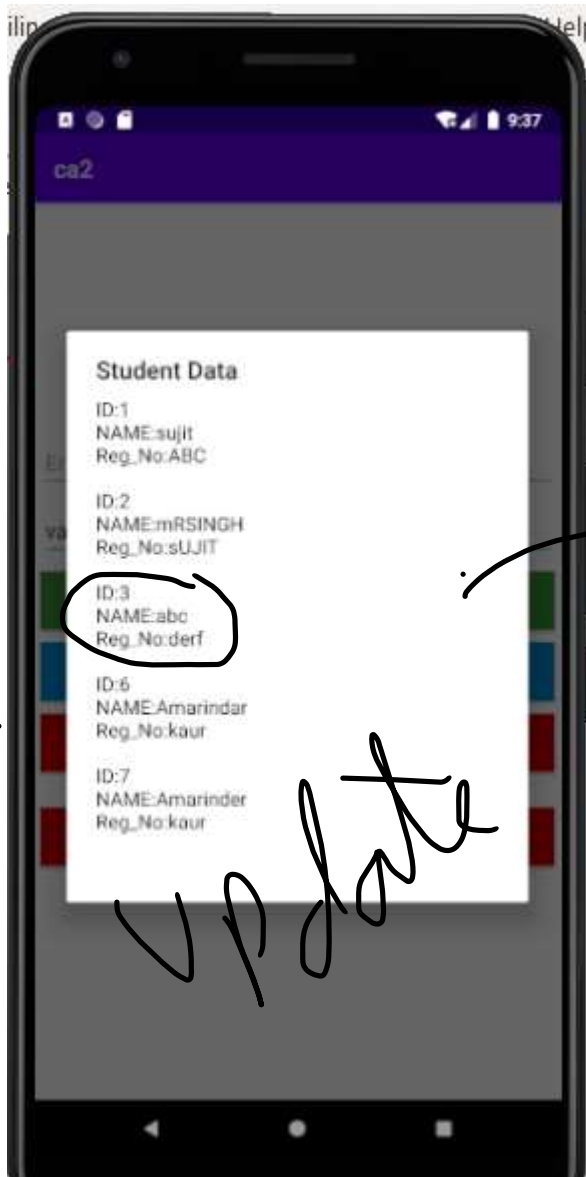 9:37
ca2
Student Data
ID:1
NAME:sujit
Reg_No:ABC
ID:2
NAME:mRSINGH
Reg_No:sUJIT
ID:3
NAME:abc
Reg_No:derf
ID:6
NAME:Amarindar
Reg_No:kaur
ID:7
NAME:Amarinder
Reg_No:kaur
Update